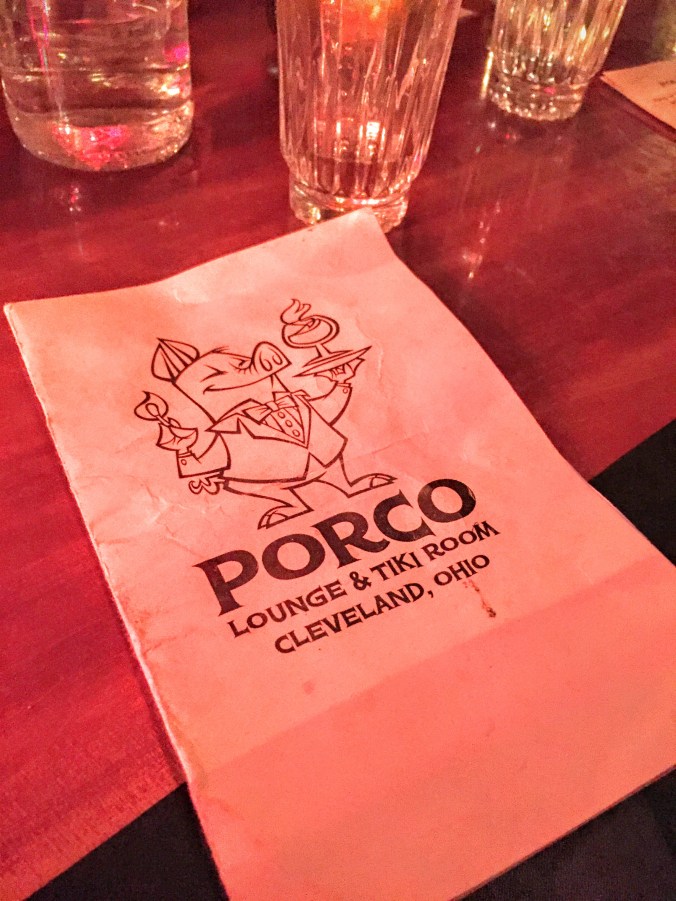 PORCO
LOUNGE & TIKI ROOM
CLEVELAND, OHIO